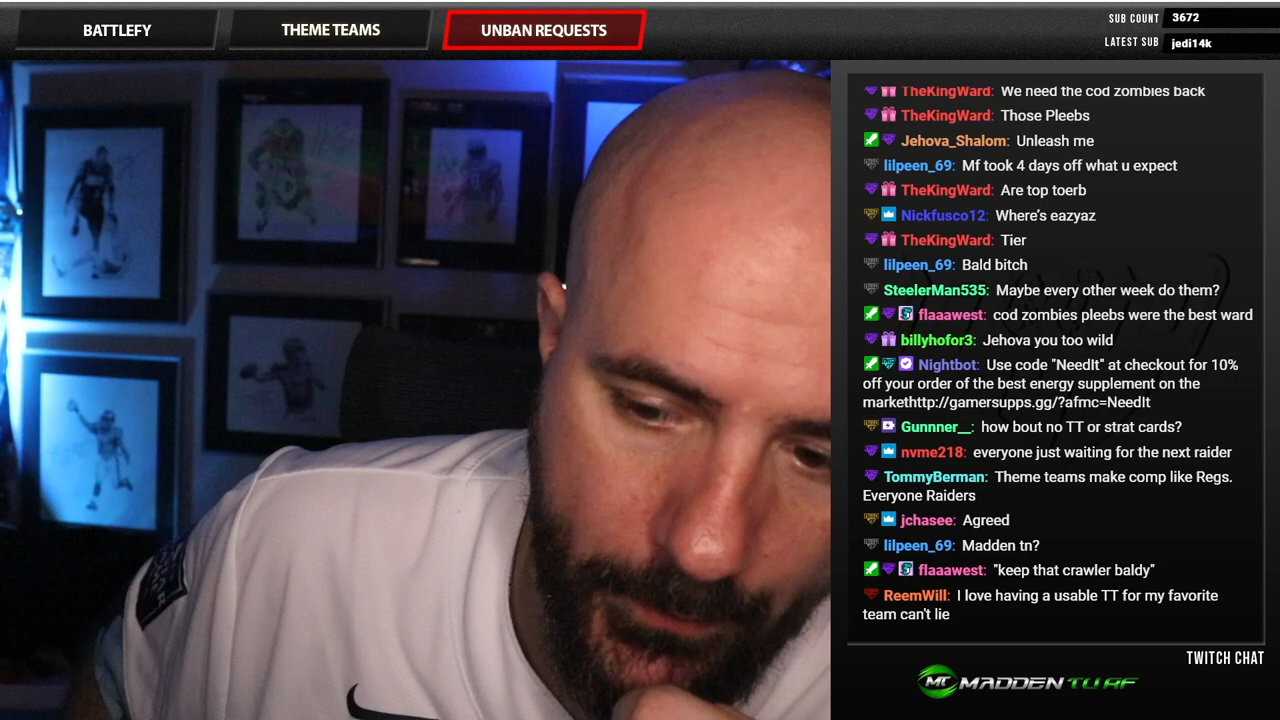 BATTLEFY
THEME TEAMS
UNBAN REQUESTS
SUB COUNT 3672
LATEST SUB jedi14k
TheKingWard: We need the cod zombies back
TheKingWard: Those Pleebs
Jehova_Shalom: Unleash me
lilpeen_69: Mf took 4 days off what u expect
TheKingWard: Are top toerb
Nickfusco12: Where's eazyaz
TheKingWard: Tier
lilpeen_69: Bald bitch
SteelerMan535: Maybe every other week do them?
flaaawest: cod zombies pleebs were the best ward
billyhofor3: Jehova you too wild
Nightbot: Use code "NeedIt" at checkout for 10%
off your order of the best energy supplement on the
markethttp://gamersupps.gg/?afmc=NeedIt
Gunnner__: how bout no TT or strat cards?
nvme218: everyone just waiting for the next raider
TommyBerman: Theme teams make comp like Regs.
Everyone Raiders
jchasee: Agreed
lilpeen_69: Madden tn?
flaaawest: "keep that crawler baldy"
ReemWill: I love having a usable TT for my favorite
team can't lie
TWITCH CHAT
MT MADDEN TURF